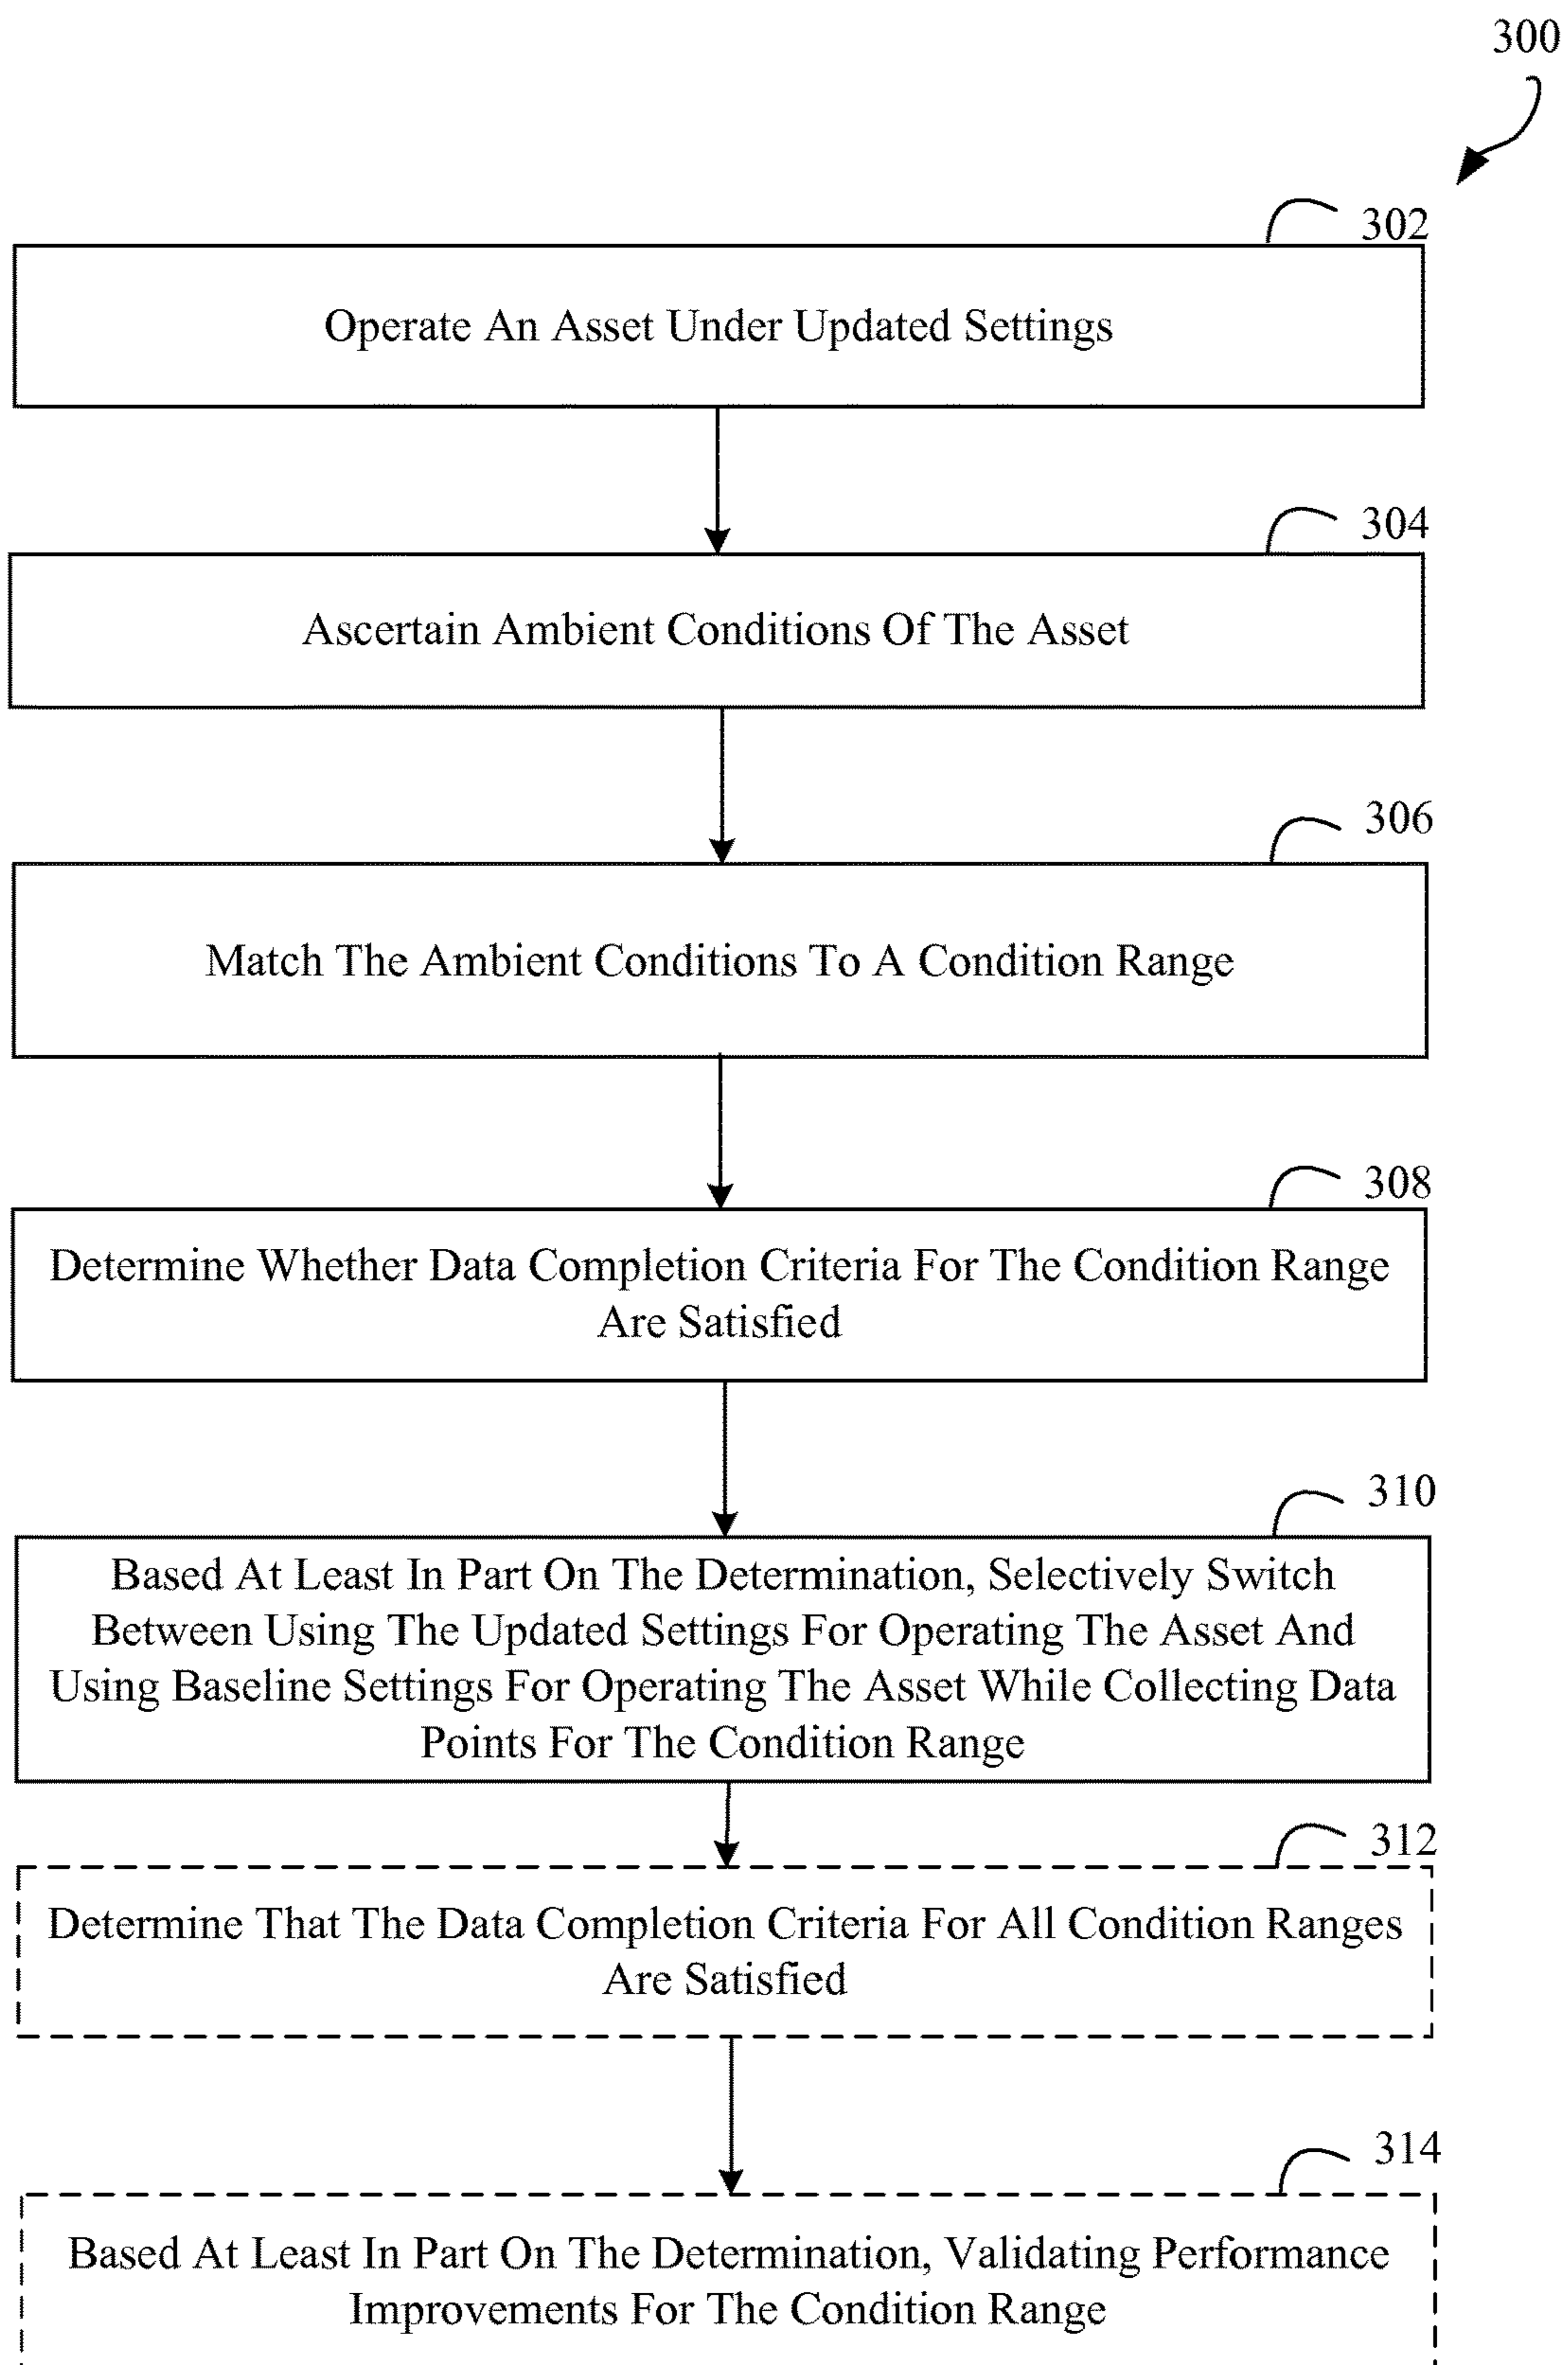 300
302
Operate An Asset Under Updated Settings
304
Ascertain Ambient Conditions Of The Asset
306
Match The Ambient Conditions To A Condition Range
308
Determine Whether Data Completion Criteria For The Condition Range
Are Satisfied
310
Based At Least In Part On The Determination, Selectively Switch
Between Using The Updated Settings For Operating The Asset And
Using Baseline Settings For Operating The Asset While Collecting Data
Points For The Condition Range
312
Determine That The Data Completion Criteria For All Condition Ranges
Are Satisfied
314
Based At Least In Part On The Determination, Validating Performance
Improvements For The Condition Range